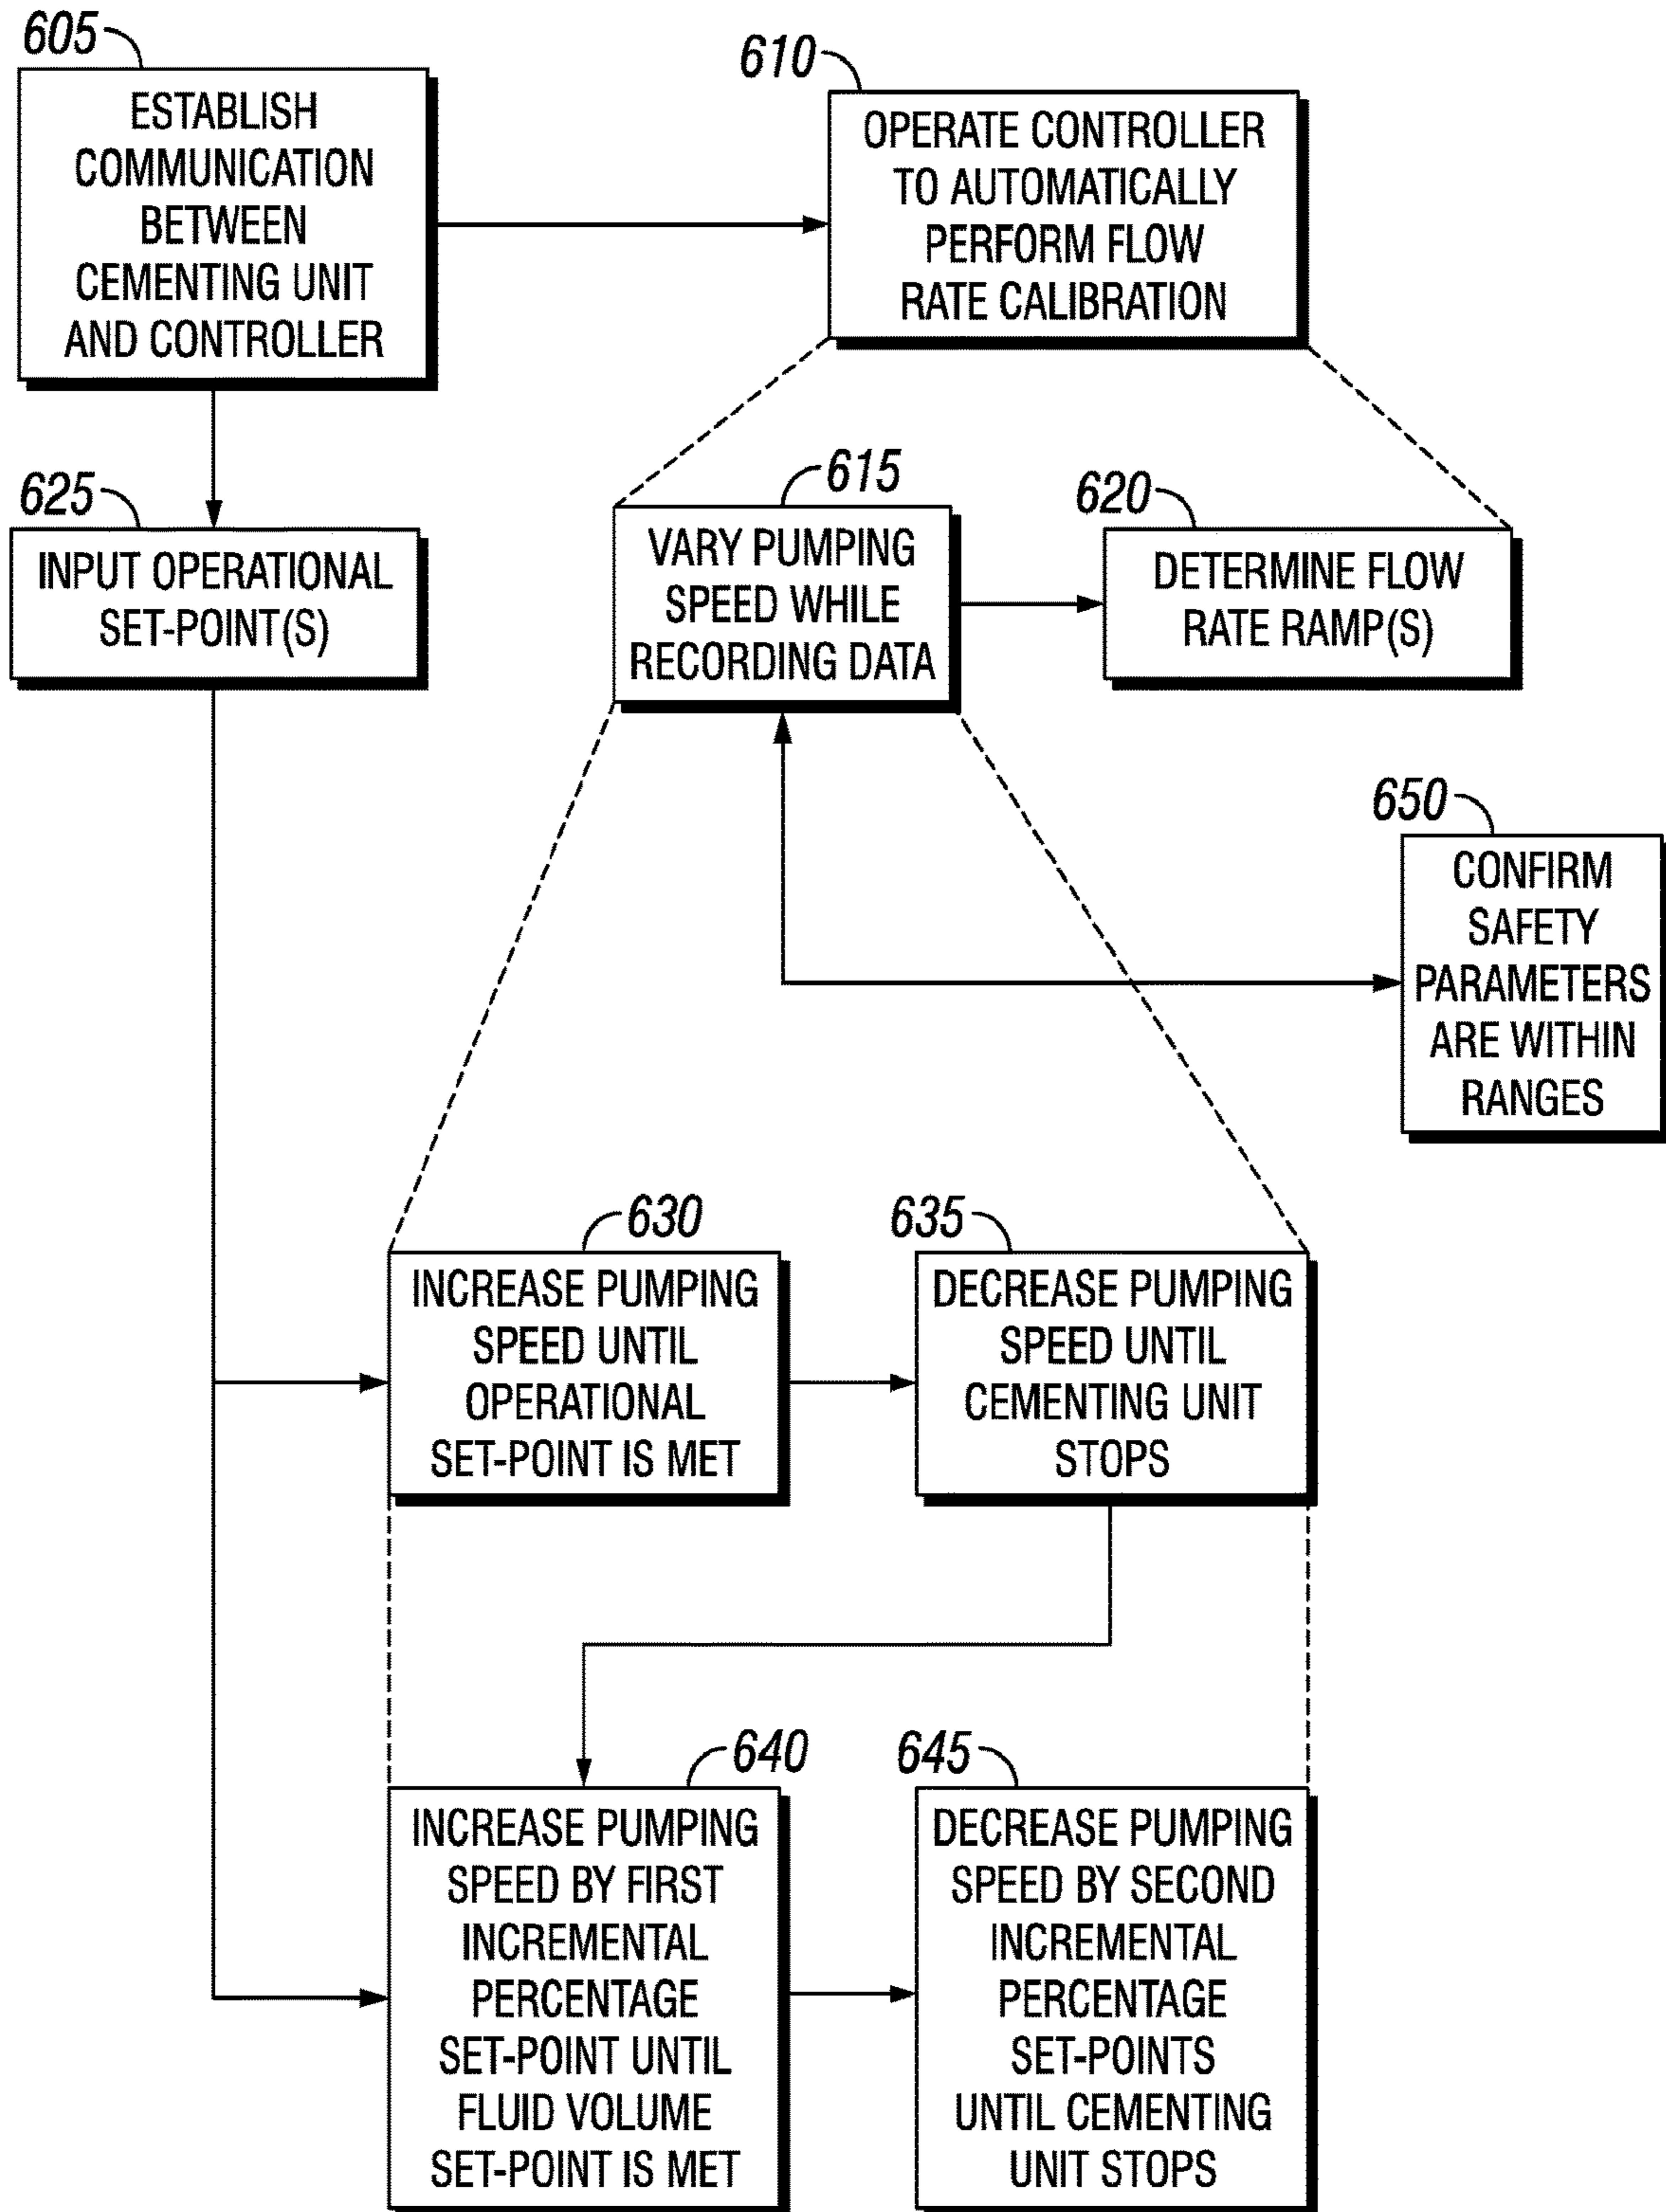 605
ESTABLISH
COMMUNICATION
BETWEEN
CEMENTING UNIT
AND CONTROLLER
610
OPERATE CONTROLLER
TO AUTOMATICALLY
PERFORM FLOW
RATE CALIBRATION
625
INPUT OPERATIONAL
SET-POINT(S)
615
VARY PUMPING
SPEED WHILE
RECORDING DATA
620
DETERMINE FLOW
RATE RAMP(S)
650
CONFIRM
SAFETY
PARAMETERS
ARE WITHIN
RANGES
630
INCREASE PUMPING
SPEED UNTIL
OPERATIONAL
SET-POINT IS MET
635
DECREASE PUMPING
SPEED UNTIL
CEMENTING UNIT
STOPS
640
INCREASE PUMPING
SPEED BY FIRST
INCREMENTAL
PERCENTAGE
SET-POINT UNTIL
FLUID VOLUME
SET-POINT IS MET
645
DECREASE PUMPING
SPEED BY SECOND
INCREMENTAL
PERCENTAGE
SET-POINTS
UNTIL CEMENTING
UNIT STOPS